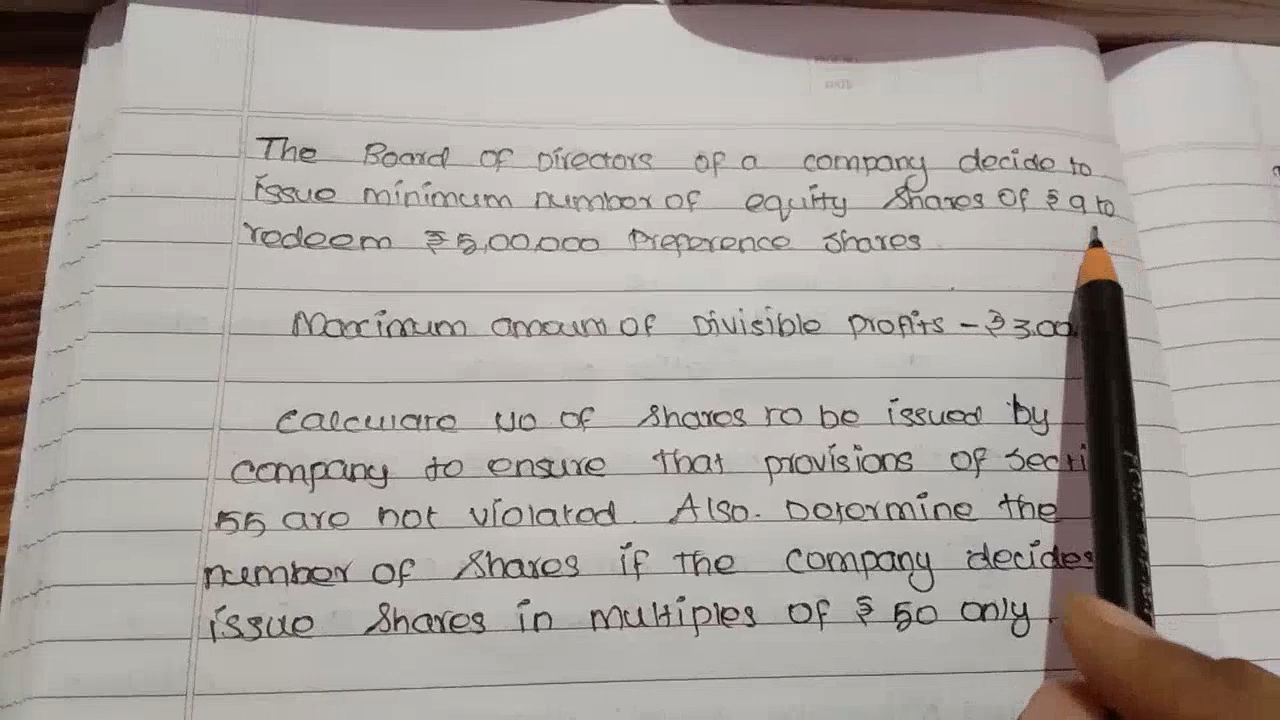 The Board of Directors of a company decide to
issue minimum number of equity shares of ₹ 9 to
redeem ₹ 5,00,000 Preference shares
Maximum amoum of Divisible profits - ₹ 3,00
calculate No of shares to be issued by
company to ensure that provisions of secti
55 are not violated. Also. Determine the
number of shares if the company decides
issue shares in multiples of ₹ 50 only.